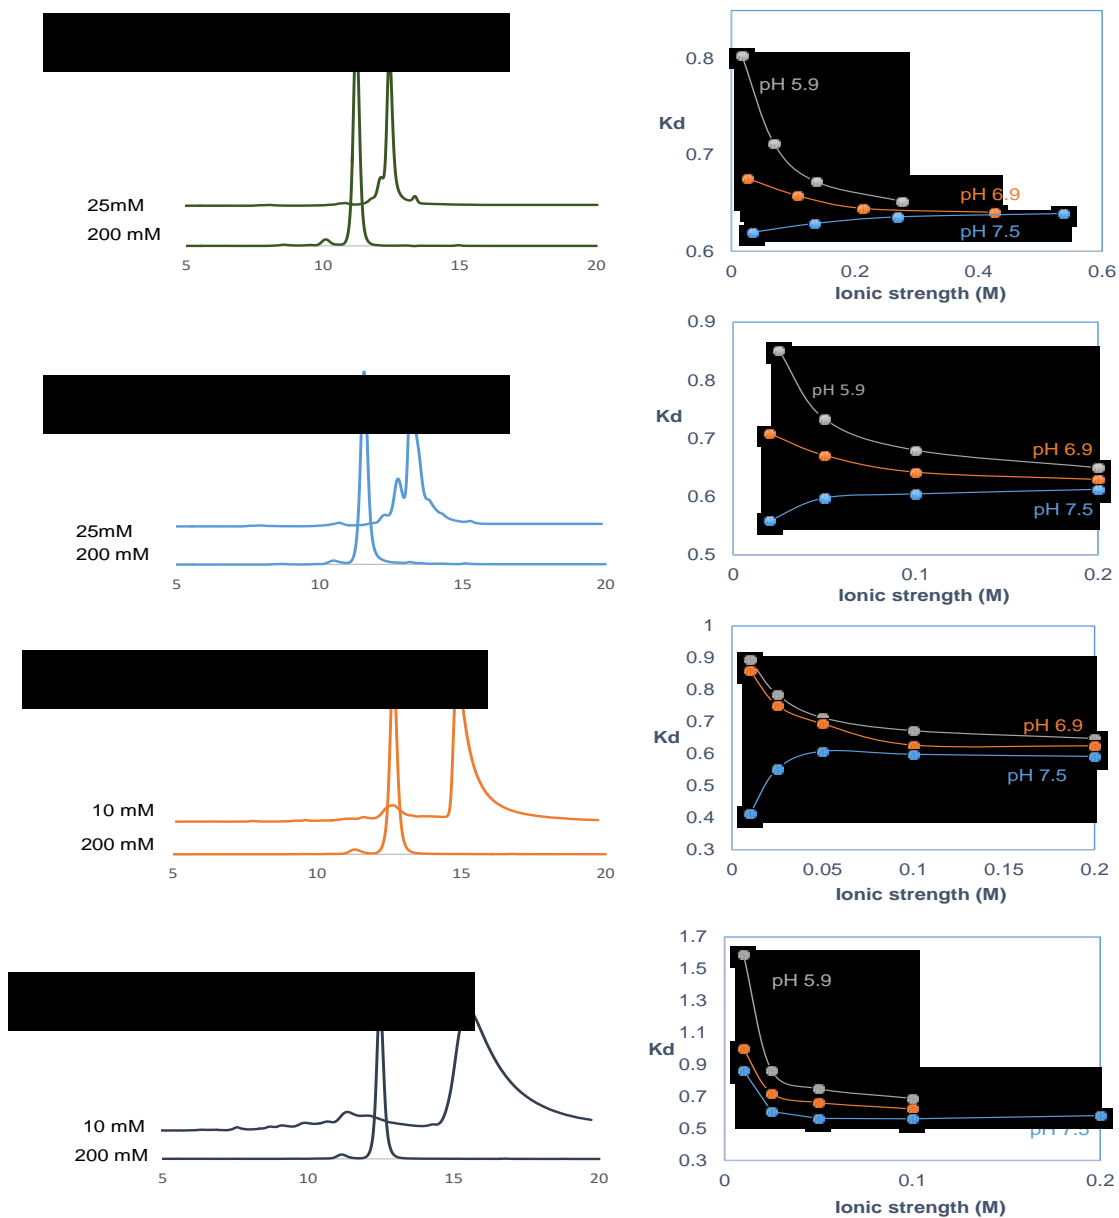 25mM
200 mM
5 10 15 20
0.8
0.7
0.6
Kd
pH 5.9
pH 6.9
pH 7.5
0 0.2 0.4 0.6
Ionic strength (M)
25mM
200 mM
5 10 15 20
0.9
0.8
0.7
0.6
0.5
Kd
pH 5.9
pH 6.9
pH 7.5
0 0.1 0.2
Ionic strength (M)
10 mM
200 mM
5 10 15 20
1
0.9
0.8
0.7
0.6
0.5
0.4
0.3
Kd
pH 6.9
pH 7.5
0 0.05 0.1 0.15 0.2
Ionic strength (M)
10 mM
200 mM
5 10 15 20
1.7
1.5
1.3
1.1
0.9
0.7
0.5
0.3
Kd
pH 5.9
pH 7.5
0 0.1 0.2
Ionic strength (M)